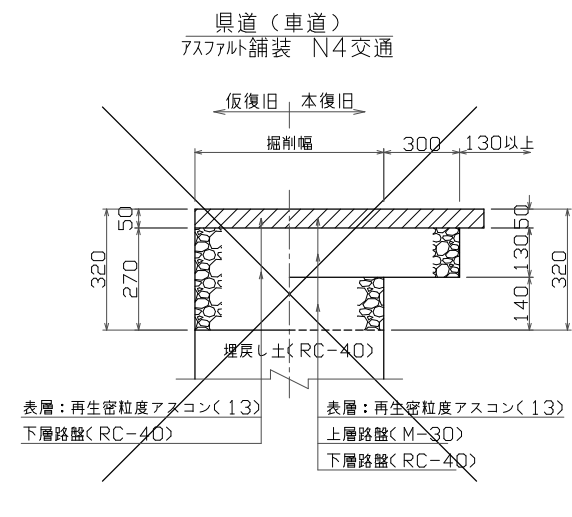 県道（車道）
アスファルト舗装　N4交通
仮復旧　本復旧
掘削幅　300　130以上
50　50
320　270　130　320
140
埋戻し土(RC-40)
表層：再生密粒度アスコン(13)
下層路盤(RC-40)
表層：再生密粒度アスコン(13)
上層路盤(M-30)
下層路盤(RC-40)